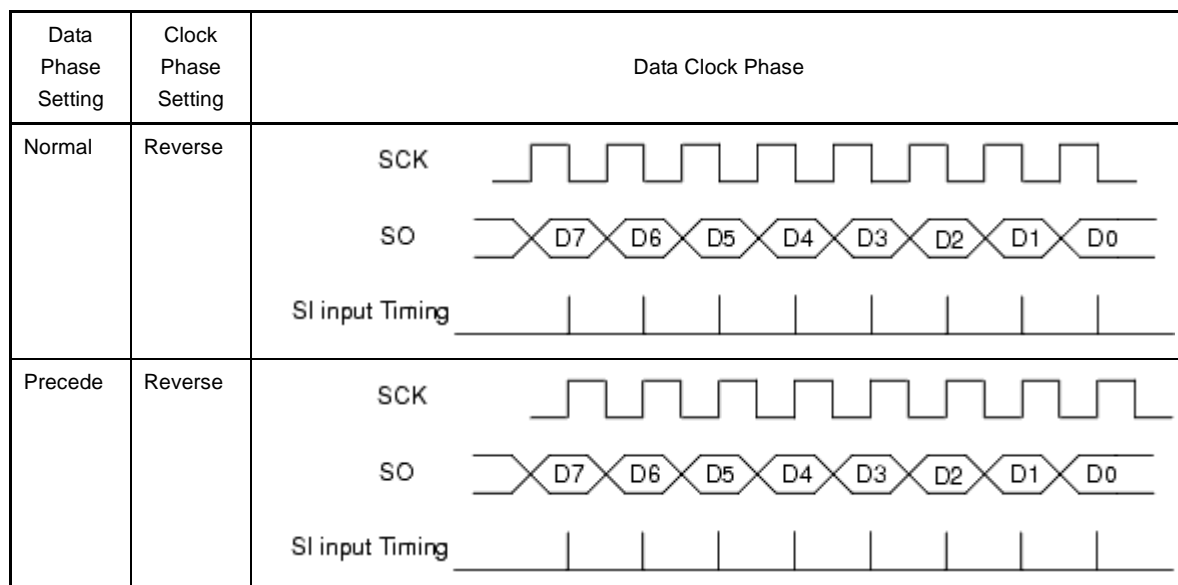 Data
Phase
Setting
Clock
Phase
Setting
Data Clock Phase
Normal
Reverse
SCK
SO
D7 D6 D5 D4 D3 D2 D1 D0
SI input Timing
Precede
Reverse
SCK
SO
D7 D6 D5 D4 D3 D2 D1 D0
SI input Timing